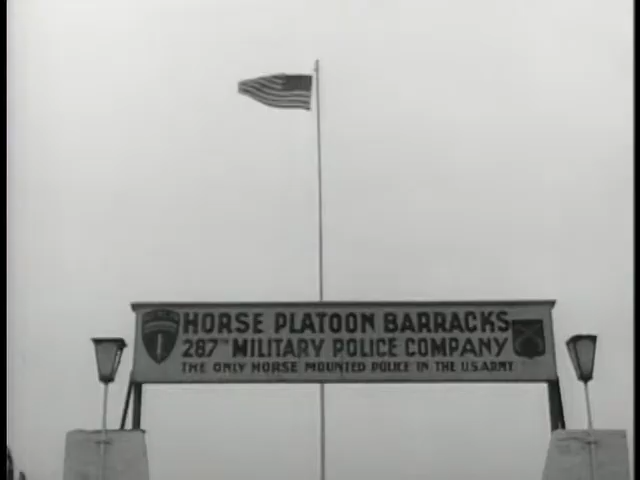 HORSE PLATOON BARRACKS
287TH MILITARY POLICE COMPANY
THE ONLY HORSE MOUNTED POLICE IN THE U.S. ARMY